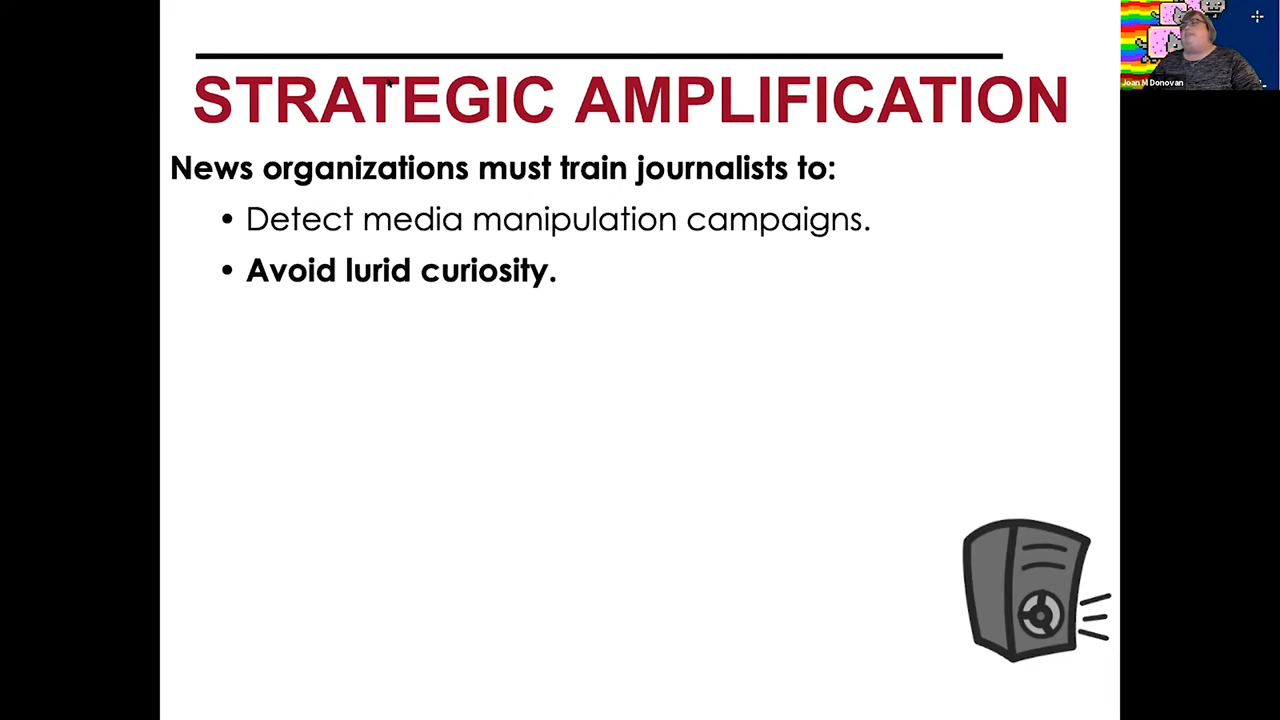 STRATEGIC AMPLIFICATION
News organizations must train journalists to:
• Detect media manipulation campaigns.
• Avoid lurid curiosity.
Joan M Donovan